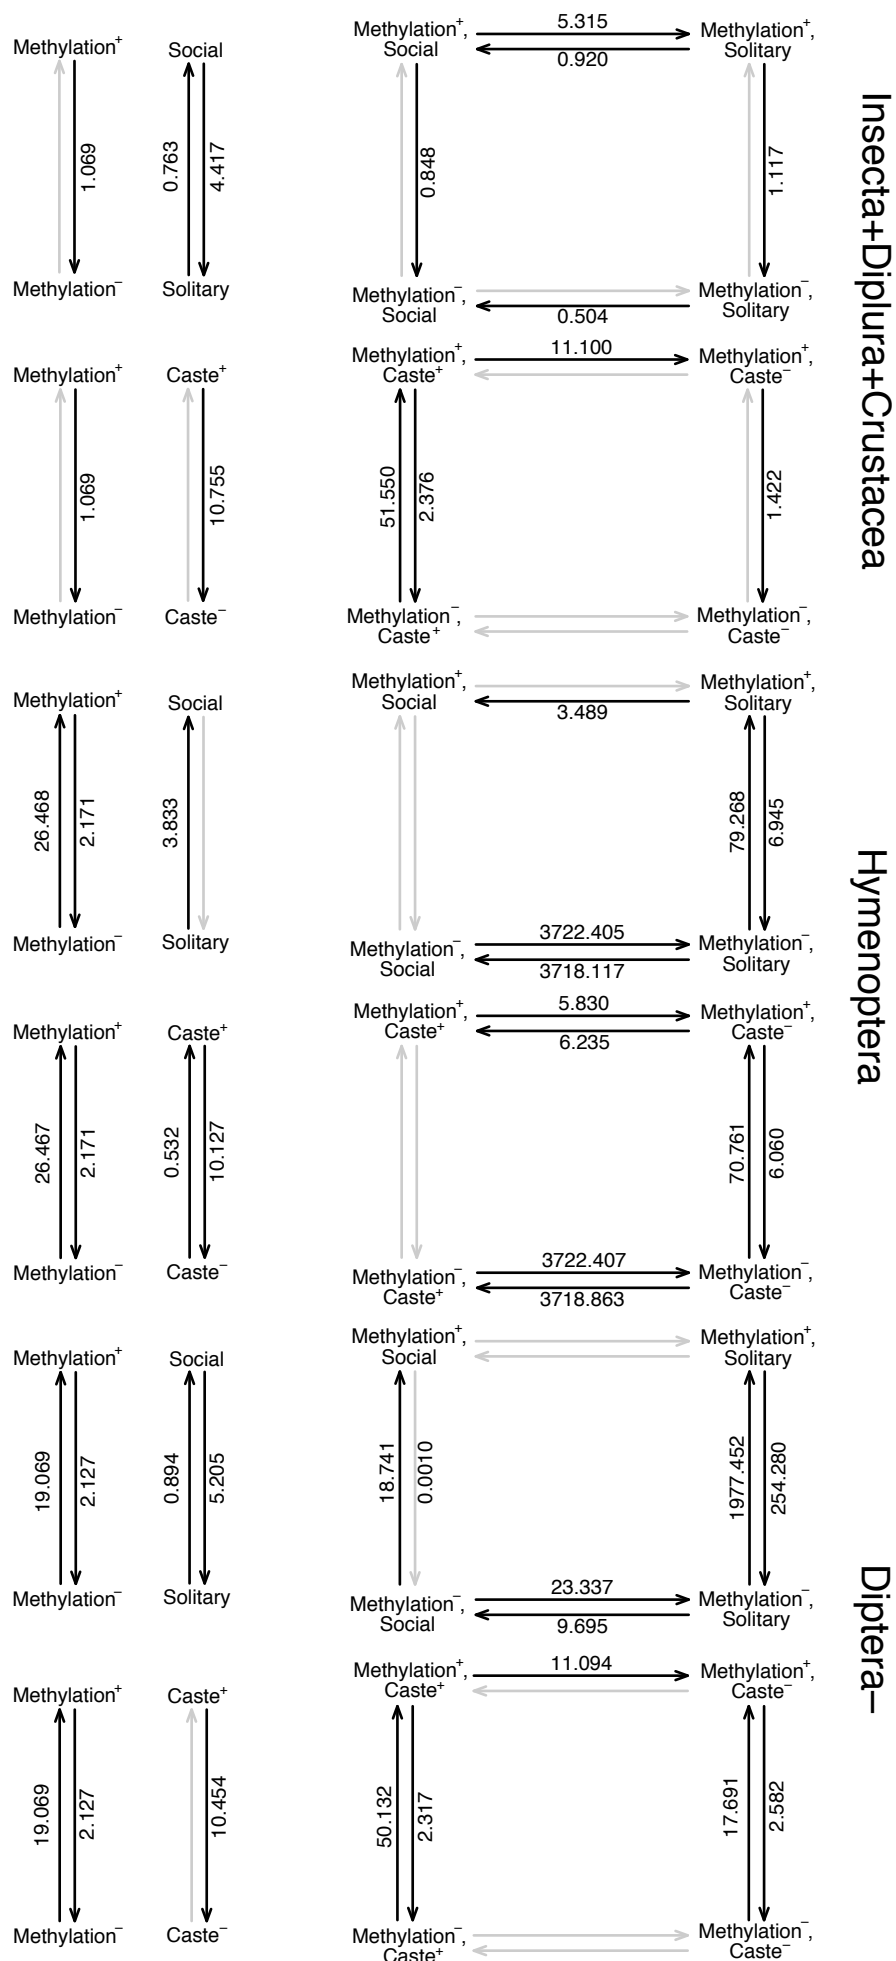 Insecta+Diplura+Crustacea
Methylation⁺
1.069
Methylation⁻
Social
0.763
4.417
Solitary
Methylation⁺,
Social
5.315
0.920
Methylation⁺,
Solitary
0.848
1.117
Methylation⁻,
Social
0.504
Methylation⁻,
Solitary
Methylation⁺
1.069
Methylation⁻
Caste⁺
10.755
Caste⁻
Methylation⁺,
Caste⁺
11.100
Methylation⁺,
Caste⁻
51.550
2.376
1.422
Methylation⁻,
Caste⁺
Methylation⁻,
Caste⁻
Hymenoptera
Methylation⁺
26.468
2.171
Methylation⁻
Social
3.833
Solitary
Methylation⁺,
Social
3.489
Methylation⁺,
Solitary
79.268
6.945
Methylation⁻,
Social
3722.405
3718.117
Methylation⁻,
Solitary
Methylation⁺
26.467
2.171
Methylation⁻
Caste⁺
0.532
10.127
Caste⁻
Methylation⁺,
Caste⁺
5.830
6.235
Methylation⁺,
Caste⁻
70.761
6.060
Methylation⁻,
Caste⁺
3722.407
3718.863
Methylation⁻,
Caste⁻
Diptera−
Methylation⁺
19.069
2.127
Methylation⁻
Social
0.894
5.205
Solitary
Methylation⁺,
Social
Methylation⁺,
Solitary
18.741
0.0010
1977.452
254.280
Methylation⁻,
Social
23.337
9.695
Methylation⁻,
Solitary
Methylation⁺
19.069
2.127
Methylation⁻
Caste⁺
10.454
Caste⁻
Methylation⁺,
Caste⁺
11.094
Methylation⁺,
Caste⁻
50.132
2.317
17.691
2.582
Methylation⁻,
Caste⁺
Methylation⁻,
Caste⁻